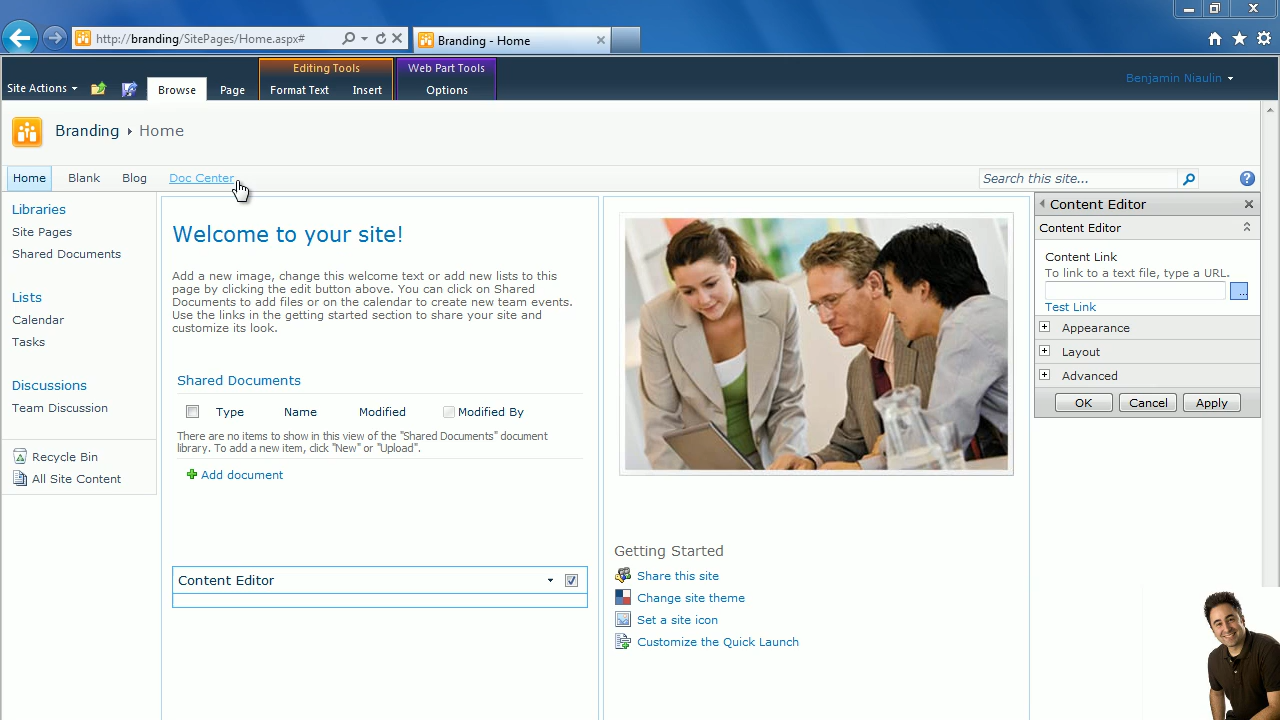 http://branding/SitePages/Home.aspx#
Branding - Home
Site Actions
Browse
Page
Editing Tools
Format Text
Insert
Web Part Tools
Options
Benjamin Niaulin
Branding
Home
Home
Blank
Blog
Doc Center
Search this site...
Libraries
Site Pages
Shared Documents
Lists
Calendar
Tasks
Discussions
Team Discussion
Recycle Bin
All Site Content
Welcome to your site!
Add a new image, change this welcome text or add new lists to this
page by clicking the edit button above. You can click on Shared
Documents to add files or on the calendar to create new team events.
Use the links in the getting started section to share your site and
customize its look.
Shared Documents
Type
Name
Modified
Modified By
There are no items to show in this view of the "Shared Documents" document
library. To add a new item, click "New" or "Upload".
Add document
Content Editor
Getting Started
Share this site
Change site theme
Set a site icon
Customize the Quick Launch
Content Editor
Content Editor
Content Link
To link to a text file, type a URL.
...
Test Link
Appearance
Layout
Advanced
OK
Cancel
Apply